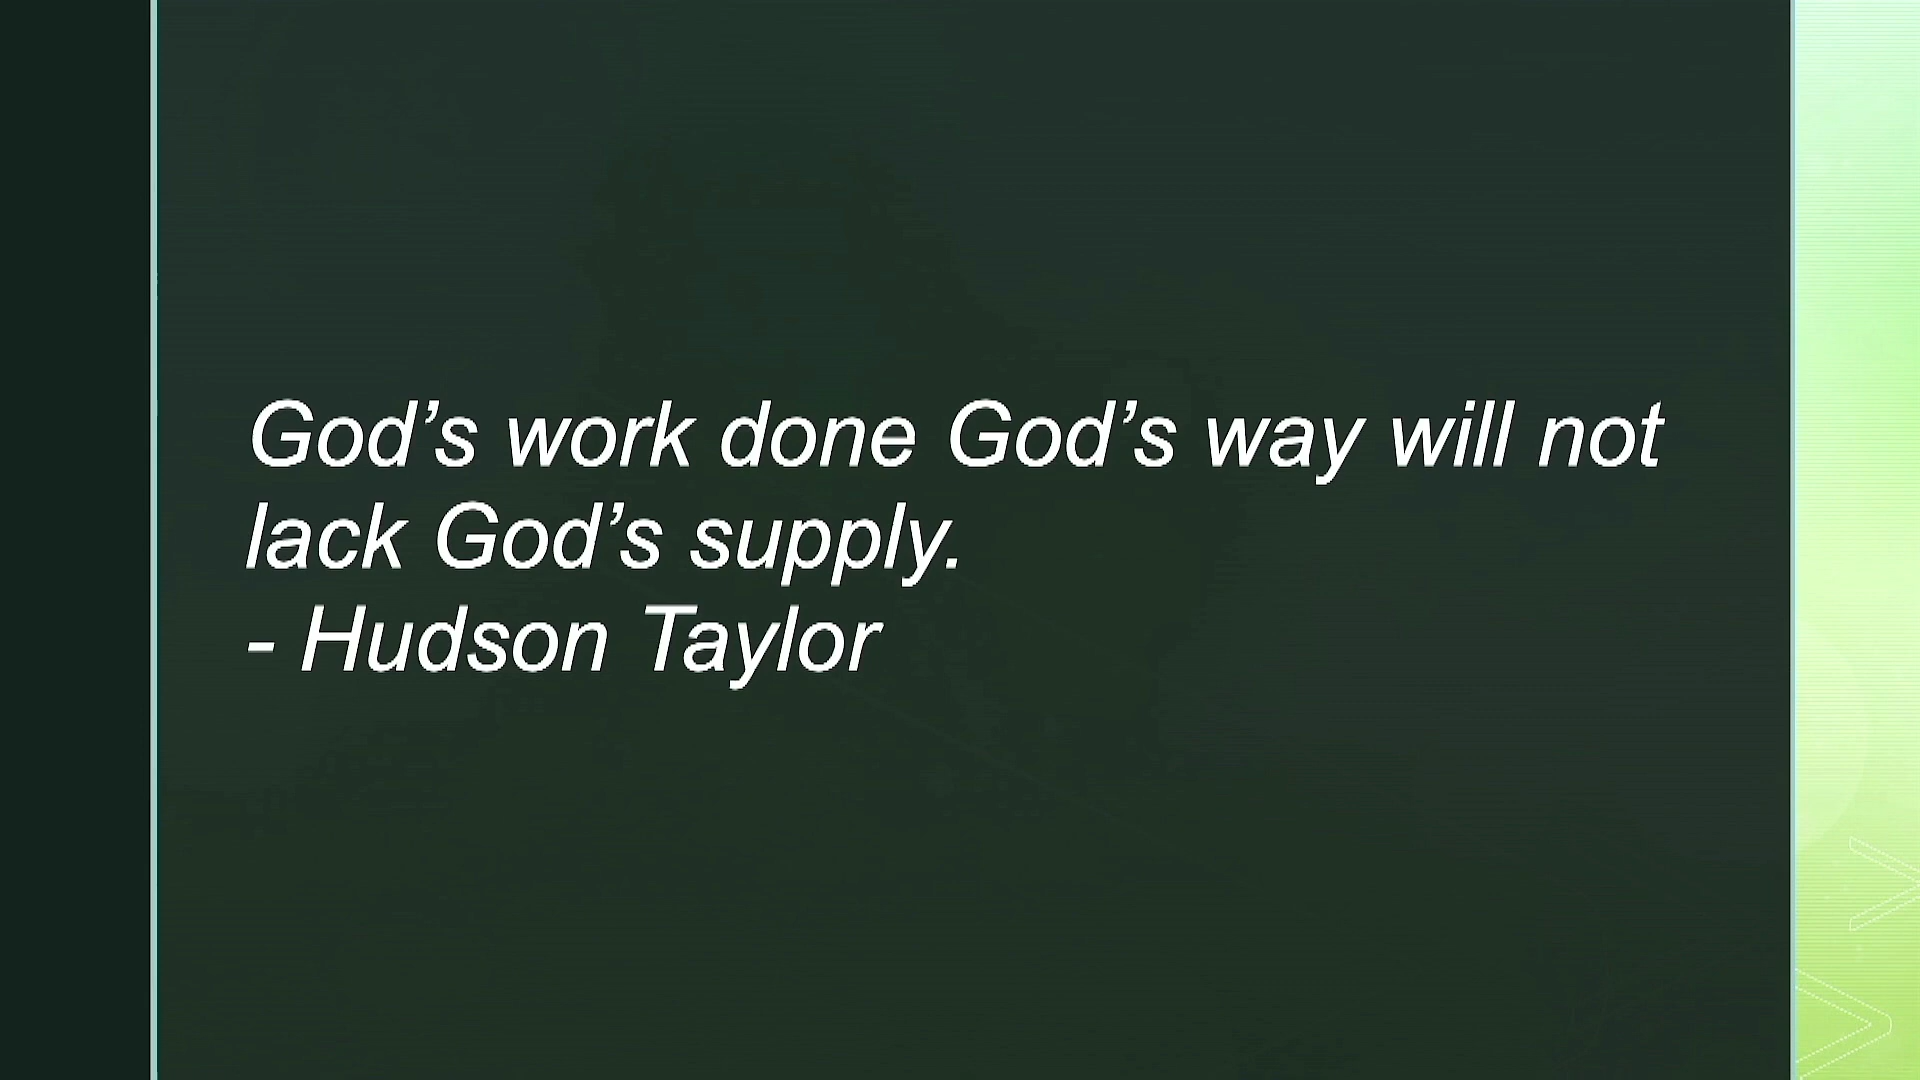 God’s work done God’s way will not
lack God’s supply.
- Hudson Taylor